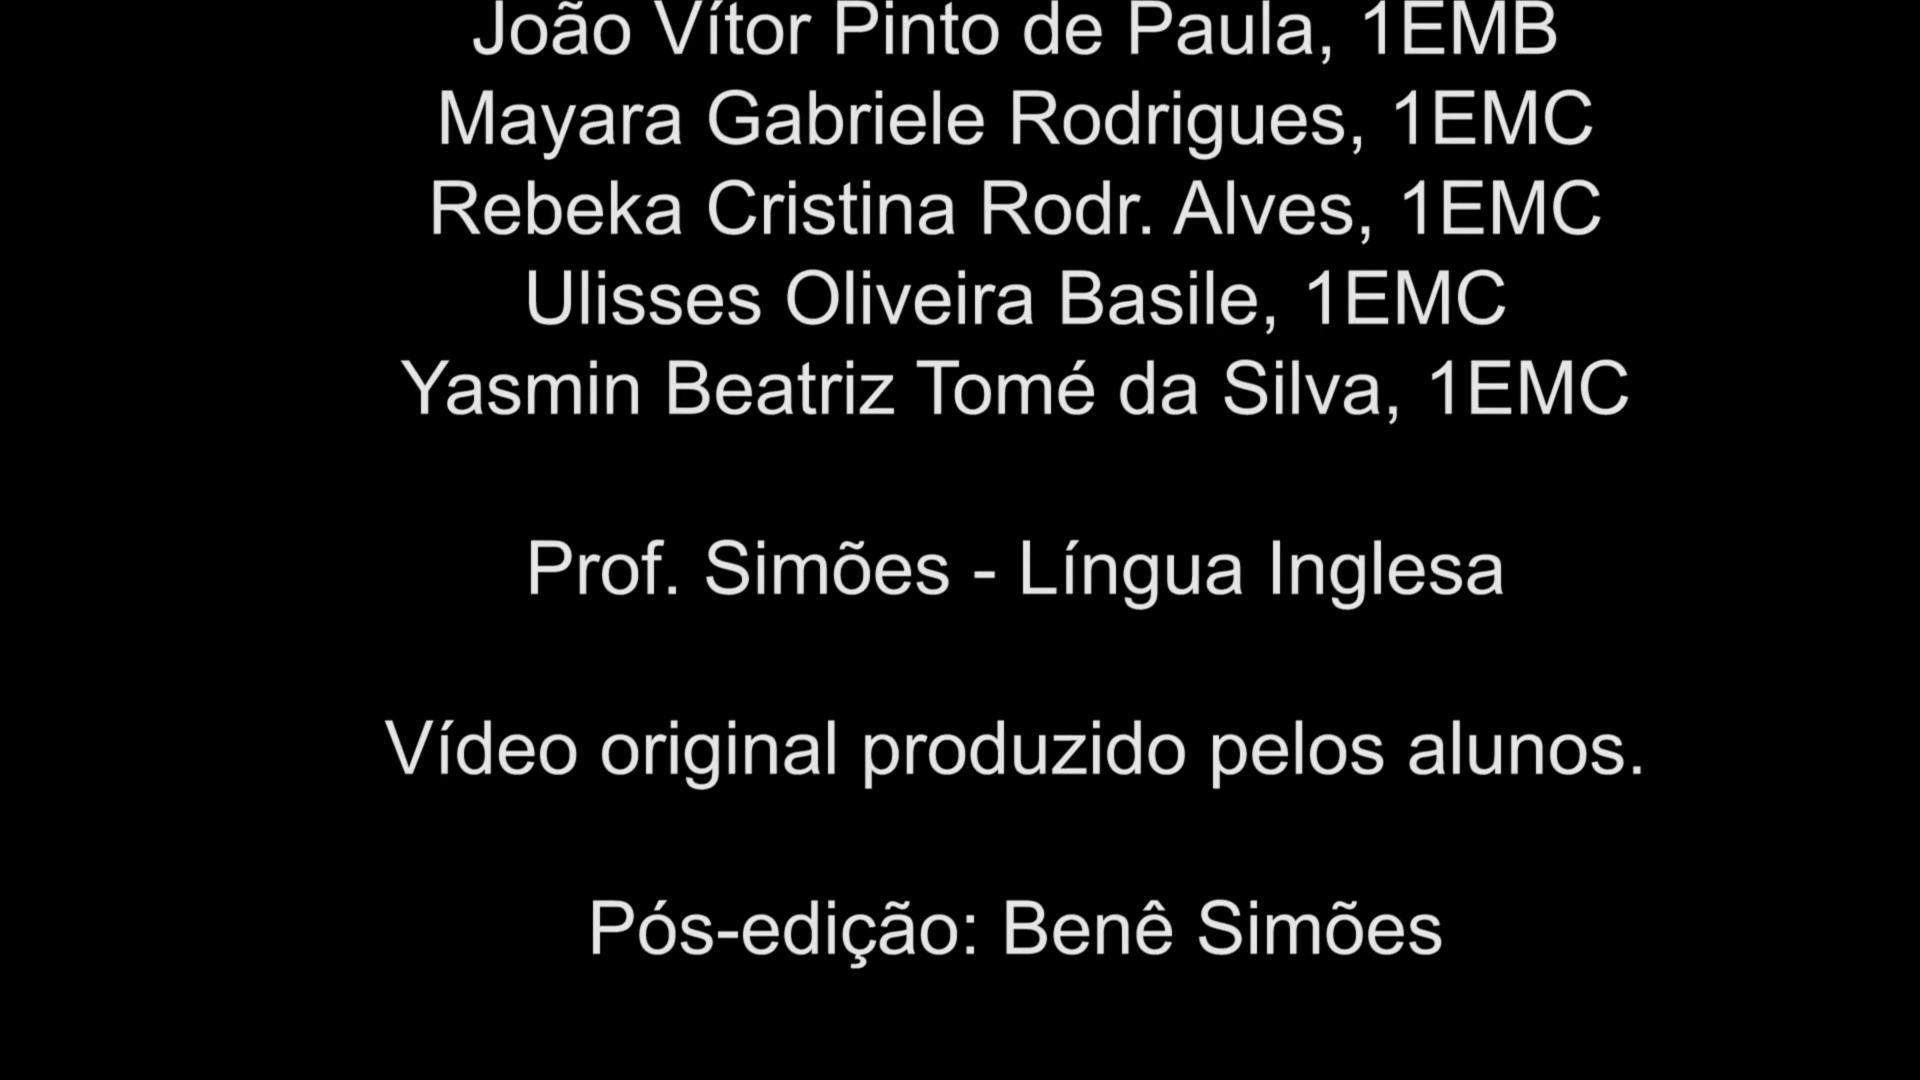 João Vítor Pinto de Paula, 1EMB
Mayara Gabriele Rodrigues, 1EMC
Rebeka Cristina Rodr. Alves, 1EMC
Ulisses Oliveira Basile, 1EMC
Yasmin Beatriz Tomé da Silva, 1EMC
Prof. Simões - Língua Inglesa
Vídeo original produzido pelos alunos.
Pós-edição: Benê Simões